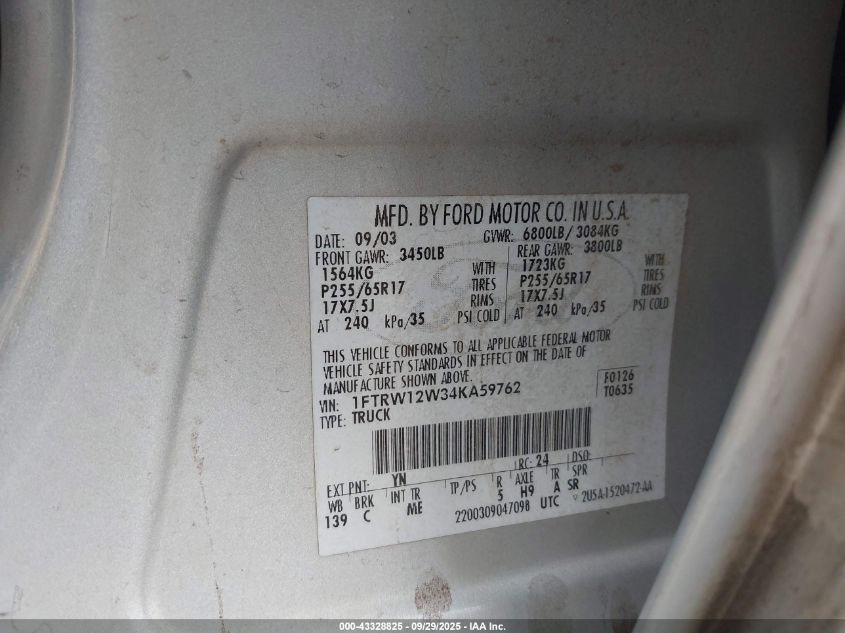 MFD. BY FORD MOTOR CO. IN U.S.A.
DATE: 09/03 GVWR: 6800LB/ 3084KG
FRONT GAWR: 3450LB REAR GAWR: 3800LB
1564KG WITH 1723KG WITH
P255/65R17 TIRES P255/65R17 TIRES
17X7.5J RIMS 17X7.5J RIMS
AT 240 kPa/35 PSI COLD AT 240 kPa/35 PSI COLD
THIS VEHICLE CONFORMS TO ALL APPLICABLE FEDERAL MOTOR
VEHICLE SAFETY STANDARDS IN EFFECT ON THE DATE OF
MANUFACTURE SHOWN ABOVE.
VIN: 1FTRW12W34KA59762 F0126
TYPE: TRUCK T0635
EXT PNT: YN RC: 24 DSO:
WB BRK INT TR TP/PS R AXLE TR SPR
139 C ME 5 H9 A SR
2200309047098 UTC 2U5A-1520472-AA
000-43328825 - 09/29/2025 - IAA Inc.